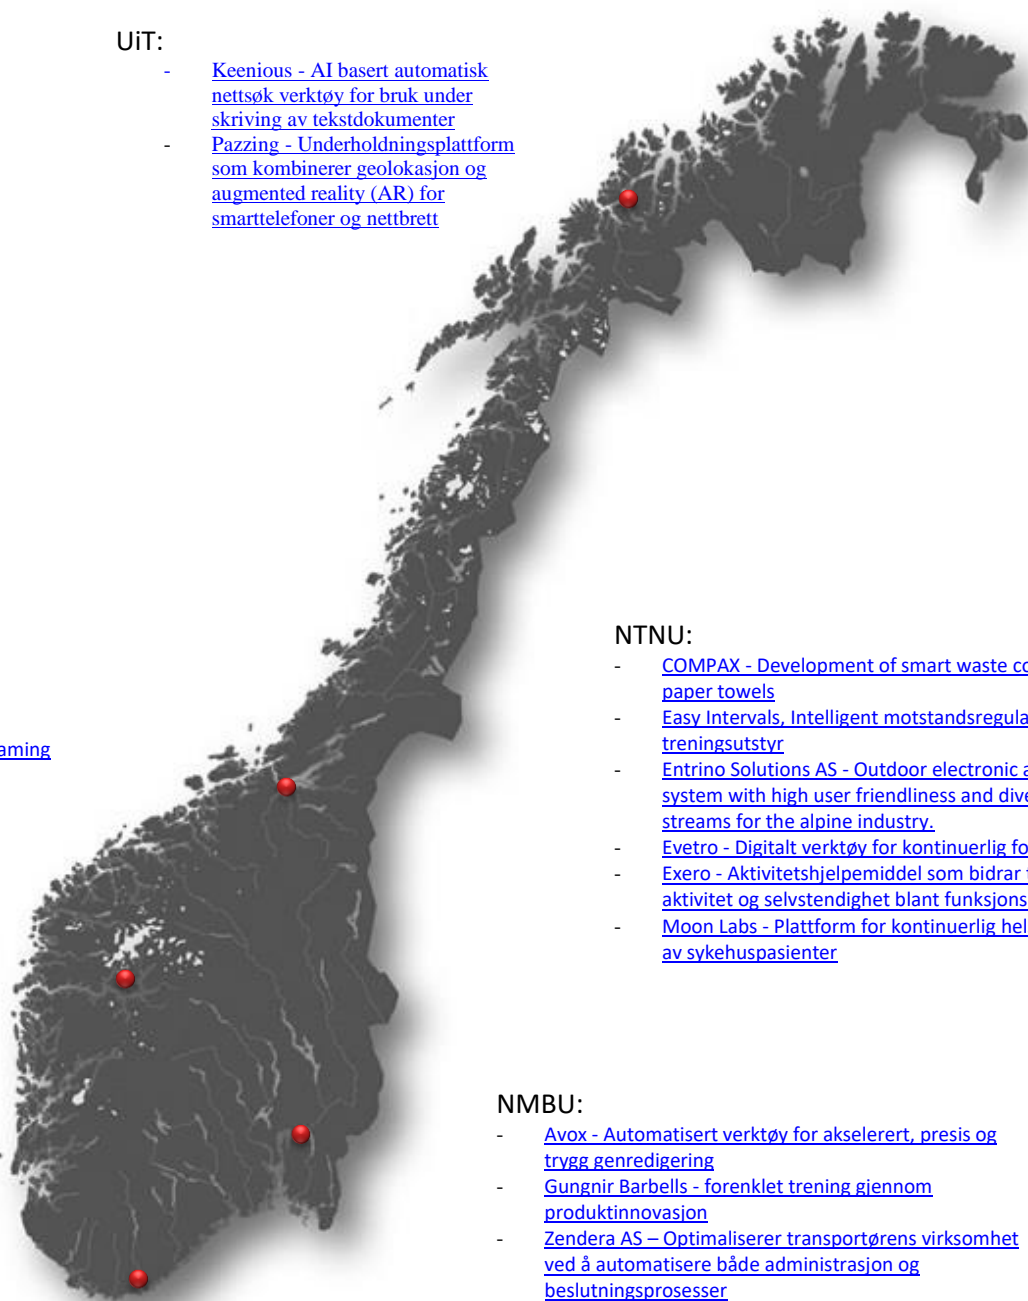 UiT:
- Keenious - AI basert automatisk
nettsøk verktøy for bruk under
skriving av tekstdokumenter
- Pazzing - Underholdningsplattform
som kombinerer geolokasjon og
augmented reality (AR) for
smarttelefoner og nettbrett
NTNU:
- COMPAX - Development of smart waste co
paper towels
- Easy Intervals, Intelligent motstandsregula
treningsutstyr
- Entrino Solutions AS - Outdoor electronic a
system with high user friendliness and dive
streams for the alpine industry.
- Evetro - Digitalt verktøy for kontinuerlig fo
- Exero - Aktivitetshjelpemiddel som bidrar t
aktivitet og selvstendighet blant funksjons
- Moon Labs - Plattform for kontinuerlig hel
av sykehuspasienter
aming
NMBU:
- Avox - Automatisert verktøy for akselerert, presis og
trygg genredigering
- Gungnir Barbells - forenklet trening gjennom
produktinnovasjon
- Zendera AS – Optimaliserer transportørens virksomhet
ved å automatisere både administrasjon og
beslutningsprosesser